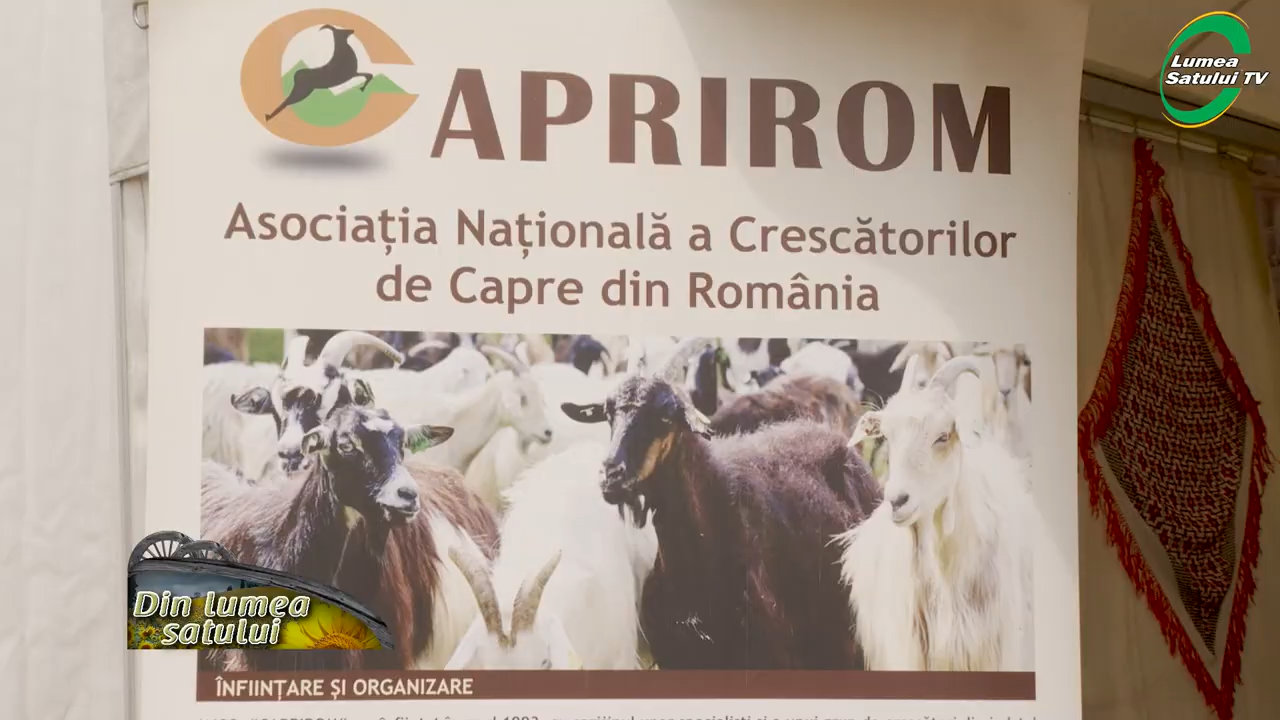 CAPRIROM
Lumea
Satului TV
Asociația Națională a Crescătorilor
de Capre din România
Din lumea
satului
ÎNFIINȚARE ȘI ORGANIZARE